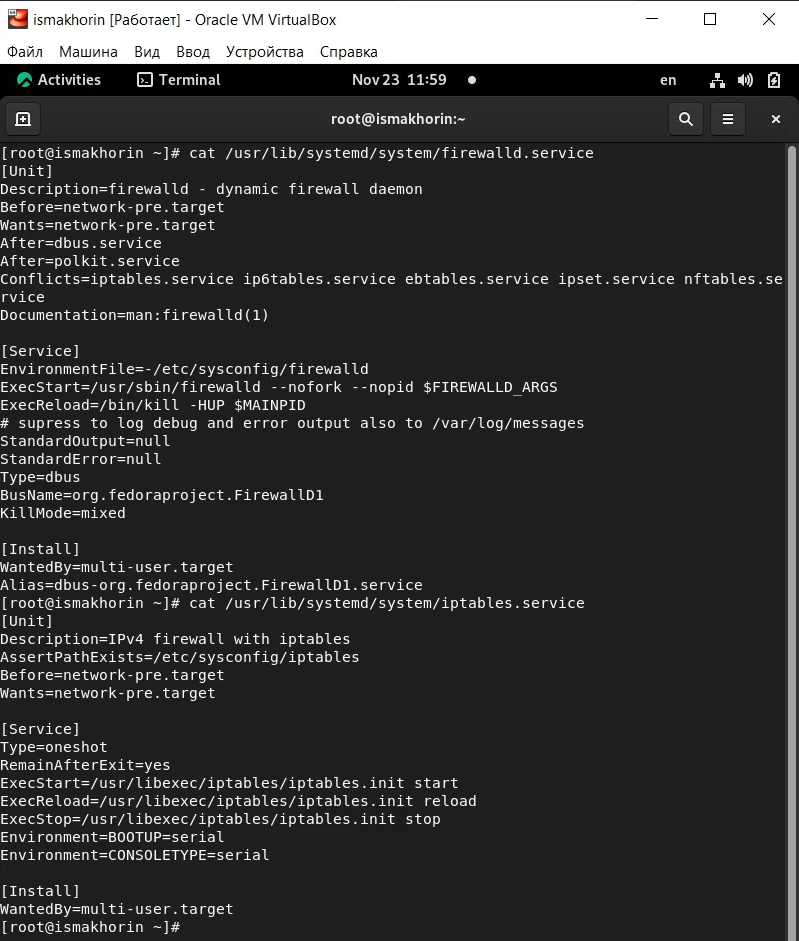 ismakhorin [Работает] - Oracle VM VirtualBox
Файл Машина Вид Ввод Устройства Справка
Activities Terminal Nov 23 11:59 en
root@ismakhorin:~
[root@ismakhorin ~]# cat /usr/lib/systemd/system/firewalld.service
[Unit]
Description=firewalld - dynamic firewall daemon
Before=network-pre.target
Wants=network-pre.target
After=dbus.service
After=polkit.service
Conflicts=iptables.service ip6tables.service ebtables.service ipset.service nftables.se
rvice
Documentation=man:firewalld(1)

[Service]
EnvironmentFile=-/etc/sysconfig/firewalld
ExecStart=/usr/sbin/firewalld --nofork --nopid $FIREWALLD_ARGS
ExecReload=/bin/kill -HUP $MAINPID
# supress to log debug and error output also to /var/log/messages
StandardOutput=null
StandardError=null
Type=dbus
BusName=org.fedoraproject.FirewallD1
KillMode=mixed

[Install]
WantedBy=multi-user.target
Alias=dbus-org.fedoraproject.FirewallD1.service
[root@ismakhorin ~]# cat /usr/lib/systemd/system/iptables.service
[Unit]
Description=IPv4 firewall with iptables
AssertPathExists=/etc/sysconfig/iptables
Before=network-pre.target
Wants=network-pre.target

[Service]
Type=oneshot
RemainAfterExit=yes
ExecStart=/usr/libexec/iptables/iptables.init start
ExecReload=/usr/libexec/iptables/iptables.init reload
ExecStop=/usr/libexec/iptables/iptables.init stop
Environment=BOOTUP=serial
Environment=CONSOLETYPE=serial

[Install]
WantedBy=multi-user.target
[root@ismakhorin ~]#